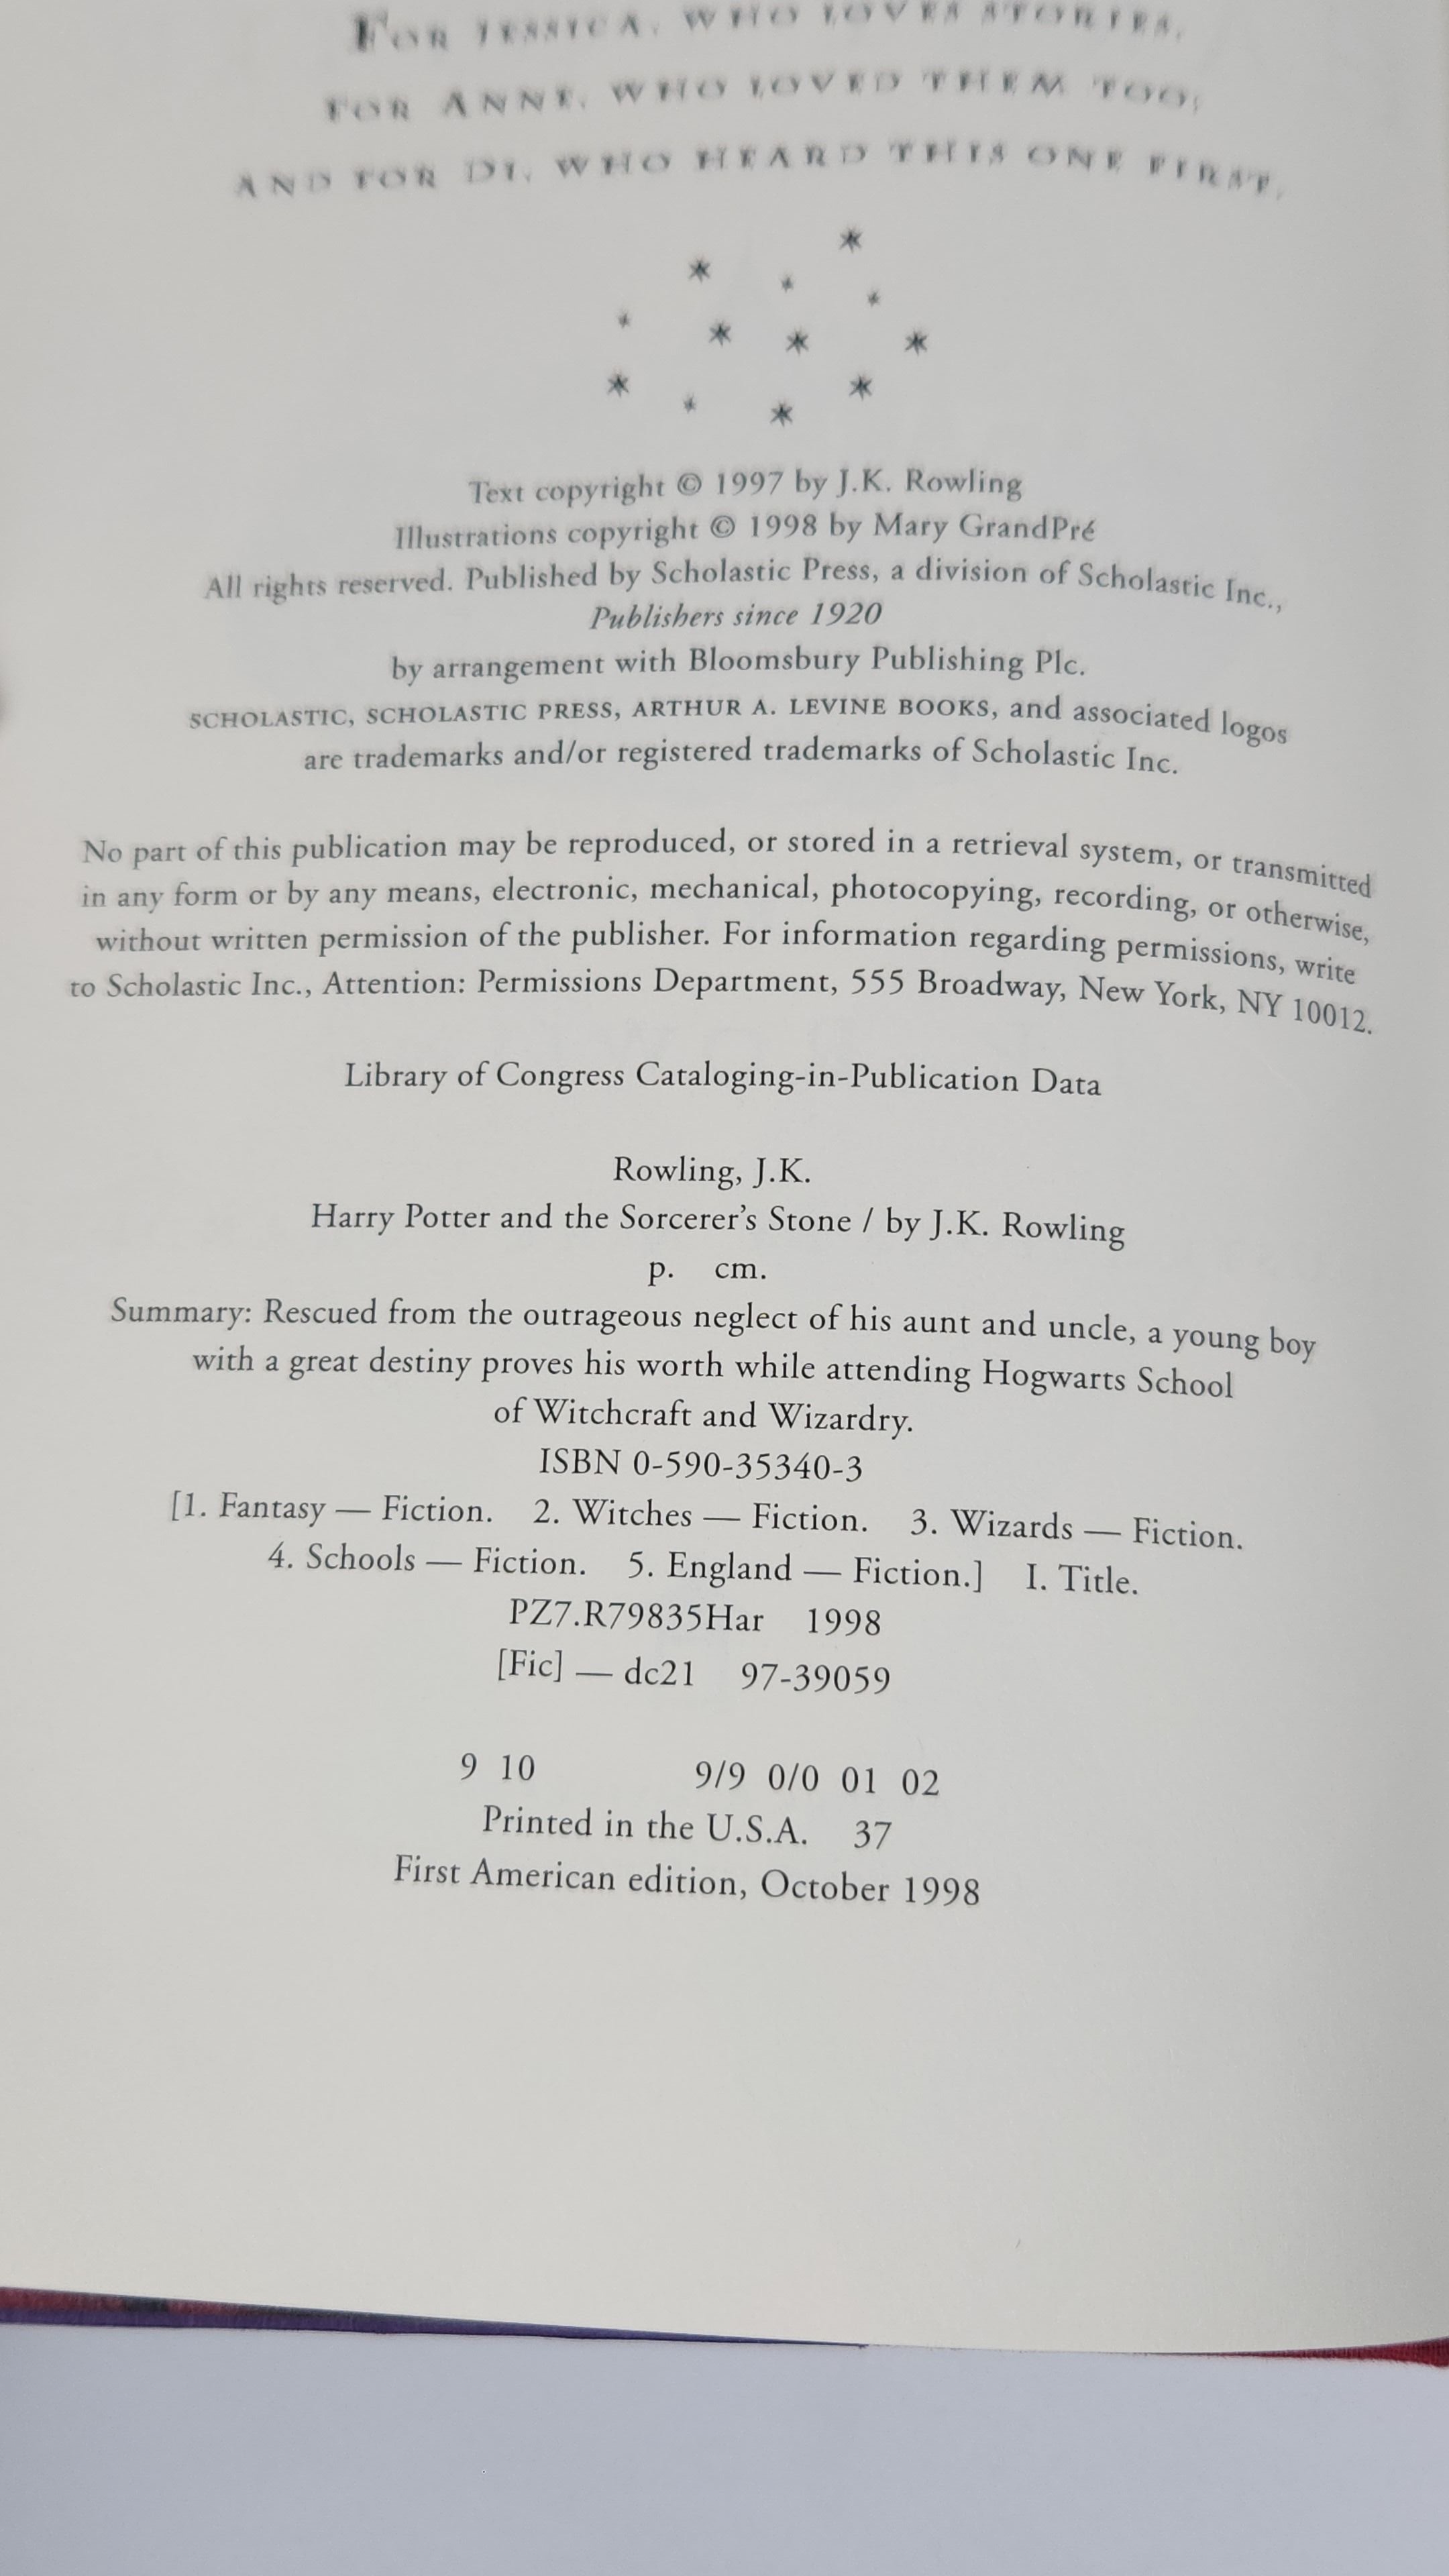 FOR JESSICA, WHO LOVES STORIES,
FOR ANNE, WHO LOVED THEM TOO;
AND FOR DI, WHO HEARD THIS ONE FIRST.
Text copyright © 1997 by J.K. Rowling
Illustrations copyright © 1998 by Mary GrandPré
All rights reserved. Published by Scholastic Press, a division of Scholastic Inc.,
Publishers since 1920
by arrangement with Bloomsbury Publishing Plc.
SCHOLASTIC, SCHOLASTIC PRESS, ARTHUR A. LEVINE BOOKS, and associated logos
are trademarks and/or registered trademarks of Scholastic Inc.
No part of this publication may be reproduced, or stored in a retrieval system, or transmitted
in any form or by any means, electronic, mechanical, photocopying, recording, or otherwise,
without written permission of the publisher. For information regarding permissions, write
to Scholastic Inc., Attention: Permissions Department, 555 Broadway, New York, NY 10012.
Library of Congress Cataloging-in-Publication Data
Rowling, J.K.
Harry Potter and the Sorcerer's Stone / by J.K. Rowling
p. cm.
Summary: Rescued from the outrageous neglect of his aunt and uncle, a young boy
with a great destiny proves his worth while attending Hogwarts School
of Witchcraft and Wizardry.
ISBN 0-590-35340-3
[1. Fantasy — Fiction. 2. Witches — Fiction. 3. Wizards — Fiction.
4. Schools — Fiction. 5. England — Fiction.] I. Title.
PZ7.R79835Har 1998
[Fic] — dc21 97-39059
9 10 9/9 0/0 01 02
Printed in the U.S.A. 37
First American edition, October 1998